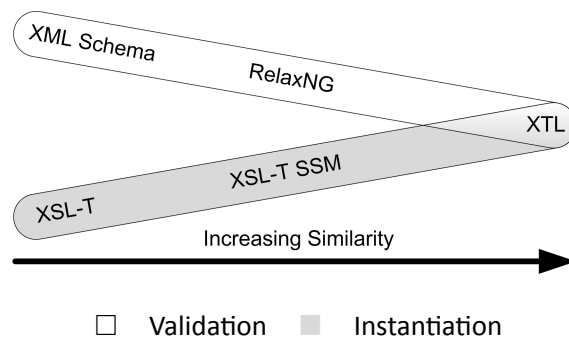 XML Schema
RelaxNG
XTL
XSL-T SSM
XSL-T
Increasing Similarity
Validation Instantiation